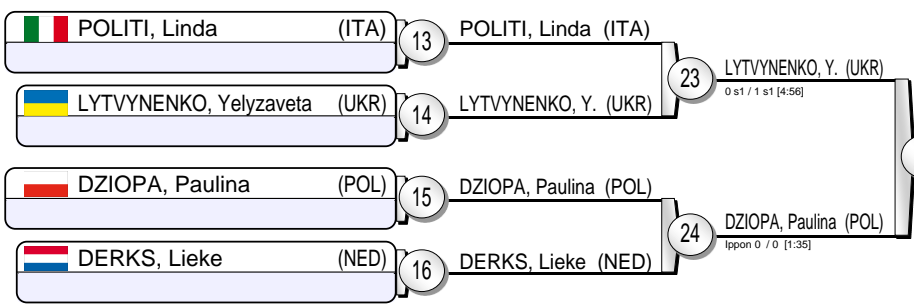 POLITI, Linda (ITA)
13
POLITI, Linda (ITA)
LYTVYNENKO, Yelyzaveta (UKR)
14
LYTVYNENKO, Y. (UKR)
23
LYTVYNENKO, Y. (UKR)
0 s1 / 1 s1 [4:56]
DZIOPA, Paulina (POL)
15
DZIOPA, Paulina (POL)
DERKS, Lieke (NED)
16
DERKS, Lieke (NED)
24
DZIOPA, Paulina (POL)
Ippon 0 / 0 [1:35]